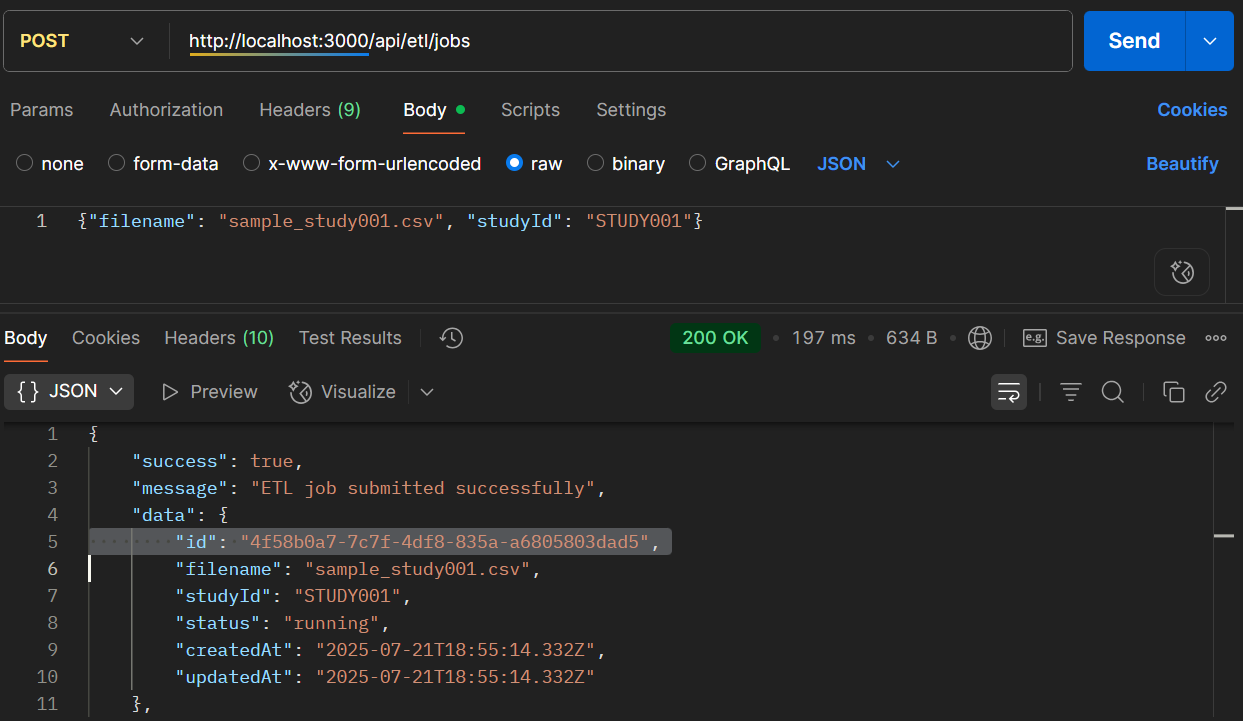 POST http://localhost:3000/api/etl/jobs Send
Params Authorization Headers (9) Body Scripts Settings Cookies
none form-data x-www-form-urlencoded raw binary GraphQL JSON Beautify
1 {"filename": "sample_study001.csv", "studyId": "STUDY001"}
Body Cookies Headers (10) Test Results 200 OK 197 ms 634 B e.g. Save Response
{} JSON Preview Visualize
1 {
2 "success": true,
3 "message": "ETL job submitted successfully",
4 "data": {
5 "id": "4f58b0a7-7c7f-4df8-835a-a6805803dad5",
6 "filename": "sample_study001.csv",
7 "studyId": "STUDY001",
8 "status": "running",
9 "createdAt": "2025-07-21T18:55:14.332Z",
10 "updatedAt": "2025-07-21T18:55:14.332Z"
11 },